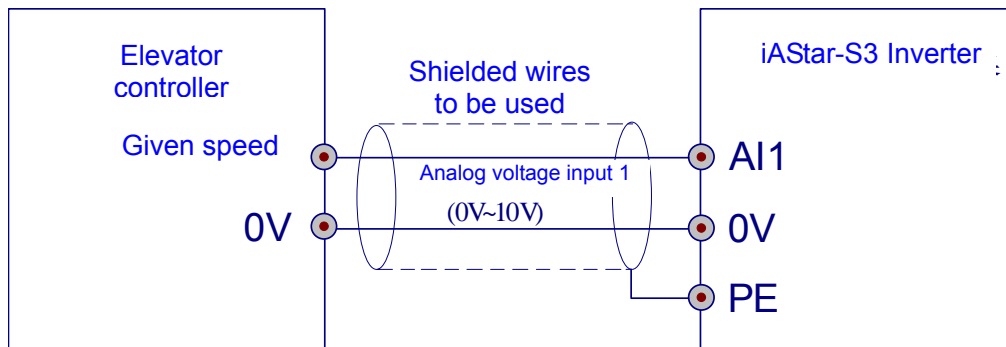 Elevator
controller
Given speed
0V
Shielded wires
to be used
Analog voltage input 1
(0V~10V)
iAStar-S3 Inverter
AI1
0V
PE